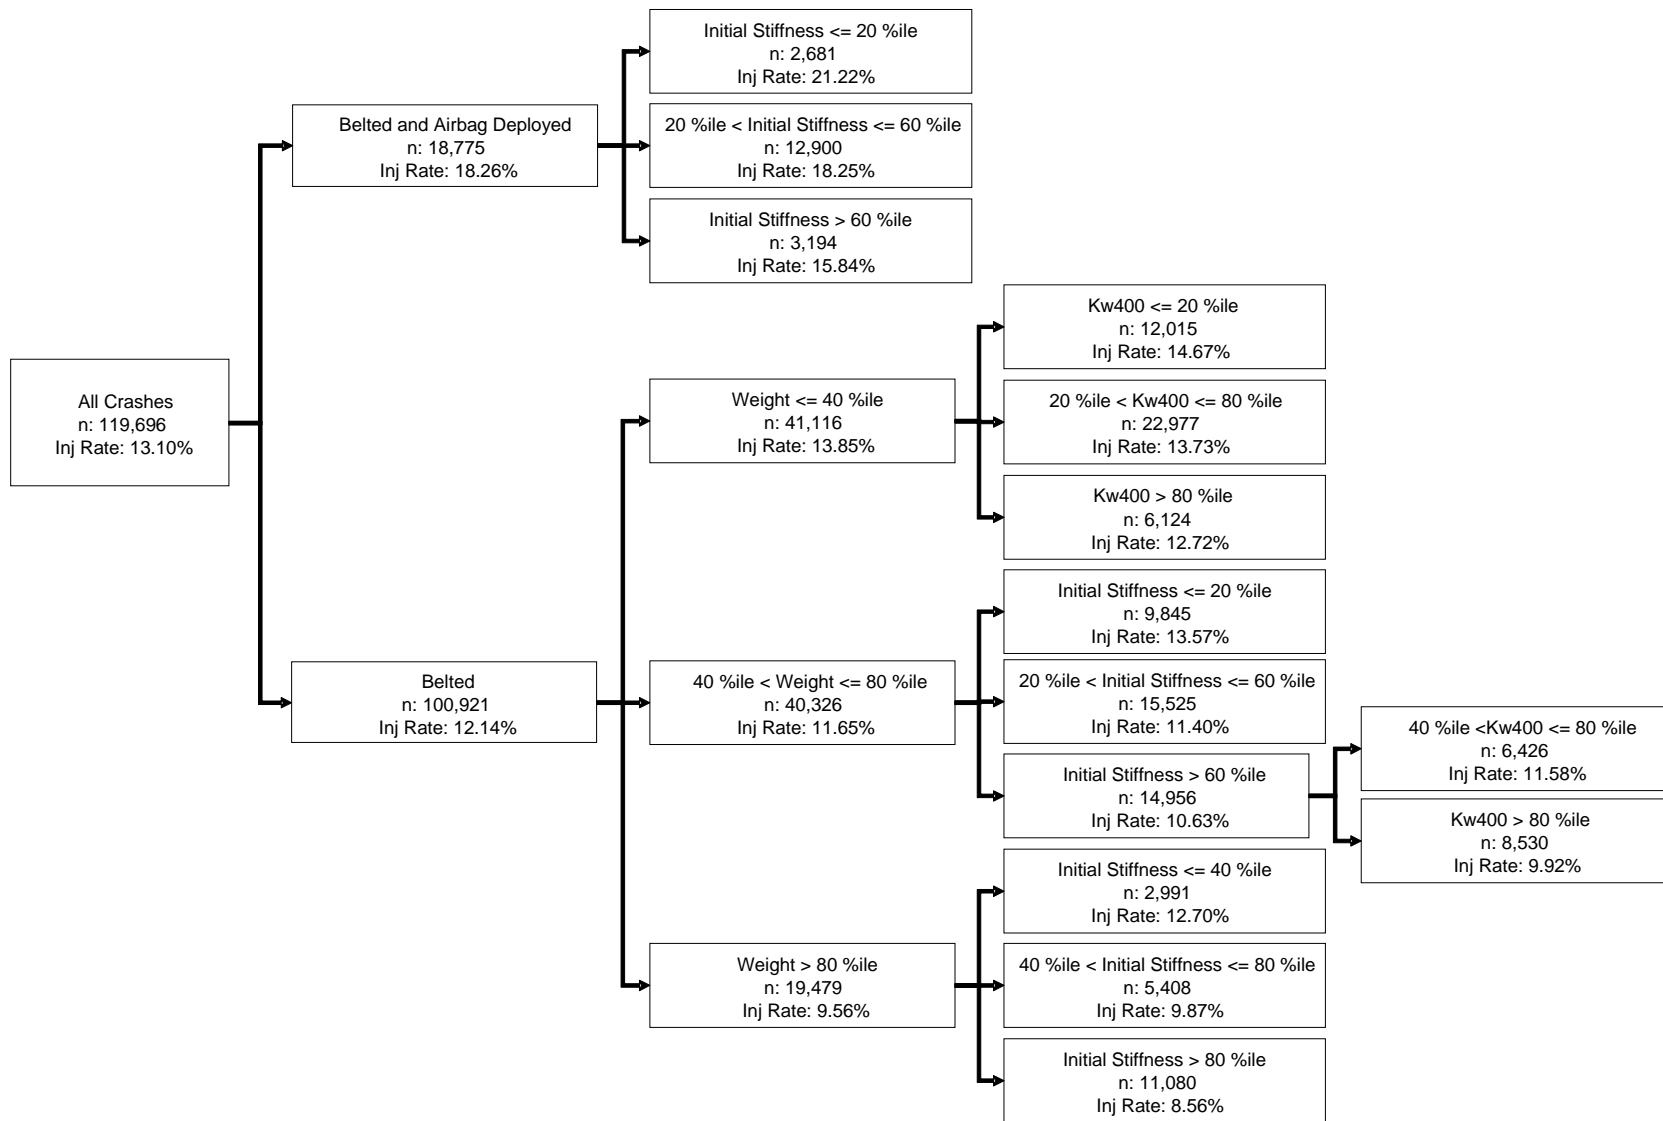 All Crashes
n: 119,696
Inj Rate: 13.10%
Belted and Airbag Deployed
n: 18,775
Inj Rate: 18.26%
Initial Stiffness <= 20 %ile
n: 2,681
Inj Rate: 21.22%
20 %ile < Initial Stiffness <= 60 %ile
n: 12,900
Inj Rate: 18.25%
Initial Stiffness > 60 %ile
n: 3,194
Inj Rate: 15.84%
Belted
n: 100,921
Inj Rate: 12.14%
Weight <= 40 %ile
n: 41,116
Inj Rate: 13.85%
Kw400 <= 20 %ile
n: 12,015
Inj Rate: 14.67%
20 %ile < Kw400 <= 80 %ile
n: 22,977
Inj Rate: 13.73%
Kw400 > 80 %ile
n: 6,124
Inj Rate: 12.72%
40 %ile < Weight <= 80 %ile
n: 40,326
Inj Rate: 11.65%
Initial Stiffness <= 20 %ile
n: 9,845
Inj Rate: 13.57%
20 %ile < Initial Stiffness <= 60 %ile
n: 15,525
Inj Rate: 11.40%
Initial Stiffness > 60 %ile
n: 14,956
Inj Rate: 10.63%
40 %ile <Kw400 <= 80 %ile
n: 6,426
Inj Rate: 11.58%
Kw400 > 80 %ile
n: 8,530
Inj Rate: 9.92%
Weight > 80 %ile
n: 19,479
Inj Rate: 9.56%
Initial Stiffness <= 40 %ile
n: 2,991
Inj Rate: 12.70%
40 %ile < Initial Stiffness <= 80 %ile
n: 5,408
Inj Rate: 9.87%
Initial Stiffness > 80 %ile
n: 11,080
Inj Rate: 8.56%